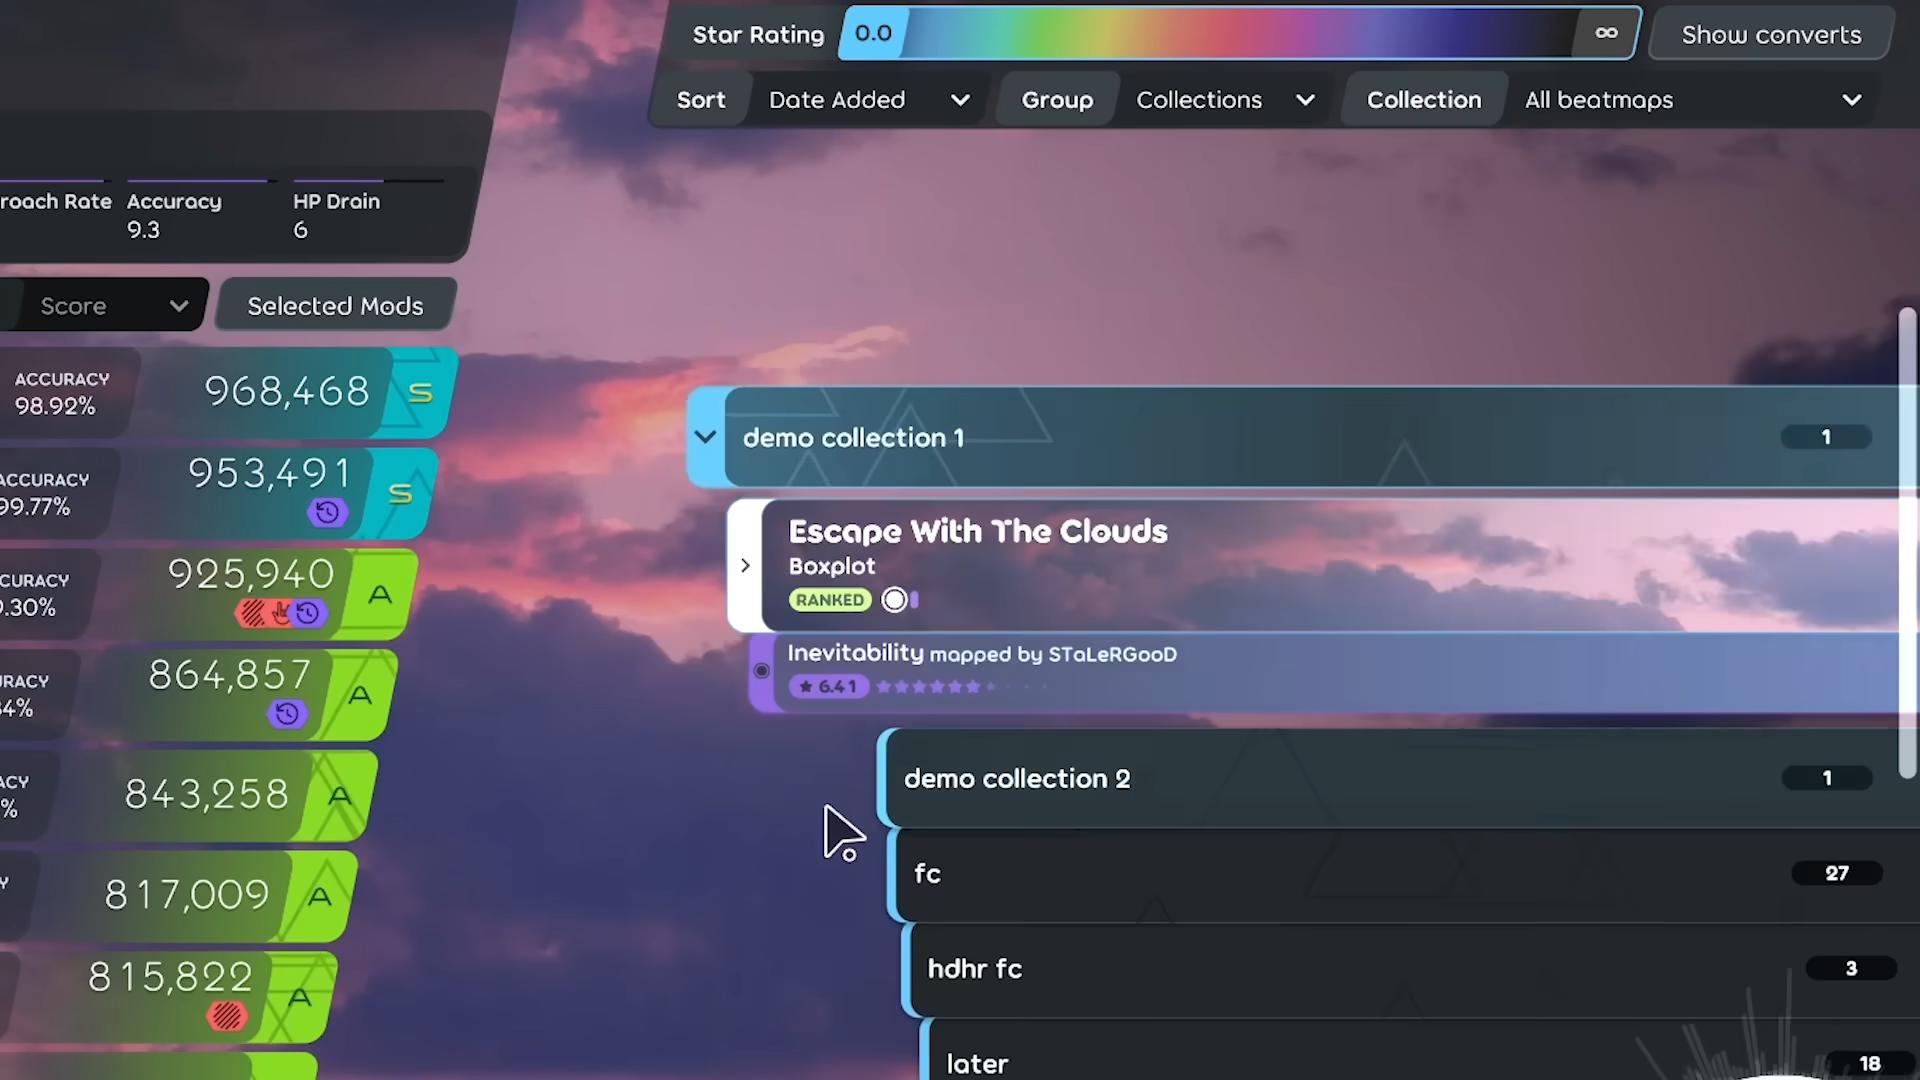 Star Rating 0.0 ∞ Show converts
Sort Date Added Group Collections Collection All beatmaps
roach Rate Accuracy HP Drain
9.3 6
Score Selected Mods
ACCURACY 968,468 S
98.92%
ACCURACY 953,491 S
99.77%
CURACY 925,940 A
.30%
RACY 864,857 A
4%
ACY 843,258 A
%
Y 817,009 A
815,822 A
demo collection 1 1
Escape With The Clouds
Boxplot
RANKED
Inevitability mapped by STaLeRGooD
★ 6.41
demo collection 2 1
fc 27
hdhr fc 3
later 18